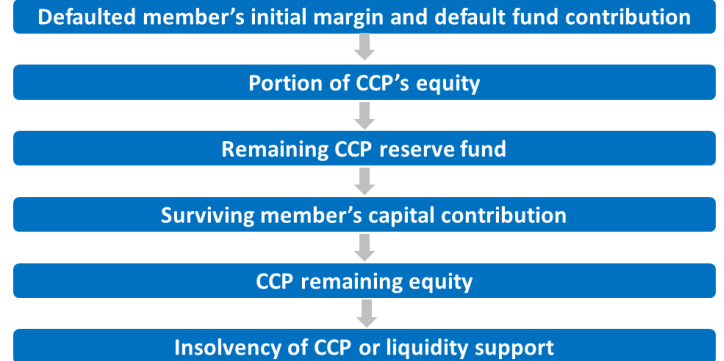 Defaulted member’s initial margin and default fund contribution
Portion of CCP’s equity
Remaining CCP reserve fund
Surviving member’s capital contribution
CCP remaining equity
Insolvency of CCP or liquidity support